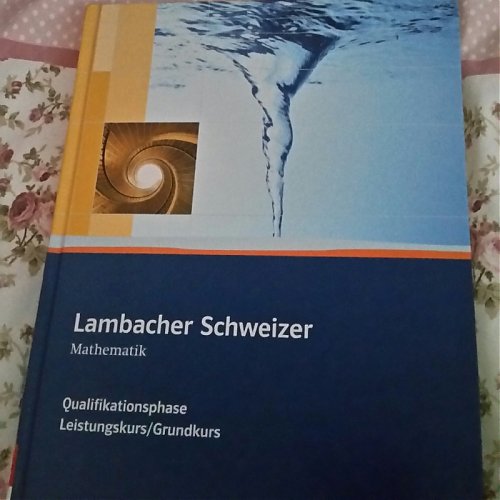 Lambacher Schweizer
Mathematik
Qualifikationsphase
Leistungskurs/Grundkurs